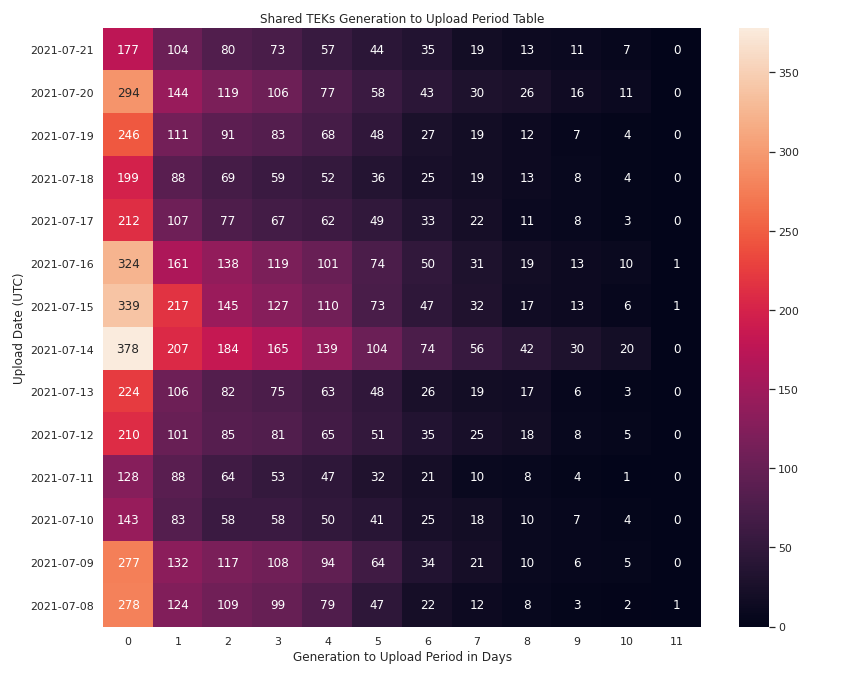 Shared TEKs Generation to Upload Period Table
2021-07-21 177 104 80 73 57 44 35 19 13 11 7 0
2021-07-20 294 144 119 106 77 58 43 30 26 16 11 0
2021-07-19 246 111 91 83 68 48 27 19 12 7 4 0
2021-07-18 199 88 69 59 52 36 25 19 13 8 4 0
2021-07-17 212 107 77 67 62 49 33 22 11 8 3 0
2021-07-16 324 161 138 119 101 74 50 31 19 13 10 1
2021-07-15 339 217 145 127 110 73 47 32 17 13 6 1
2021-07-14 378 207 184 165 139 104 74 56 42 30 20 0
2021-07-13 224 106 82 75 63 48 26 19 17 6 3 0
2021-07-12 210 101 85 81 65 51 35 25 18 8 5 0
2021-07-11 128 88 64 53 47 32 21 10 8 4 1 0
2021-07-10 143 83 58 58 50 41 25 18 10 7 4 0
2021-07-09 277 132 117 108 94 64 34 21 10 6 5 0
2021-07-08 278 124 109 99 79 47 22 12 8 3 2 1
0 1 2 3 4 5 6 7 8 9 10 11
Generation to Upload Period in Days
Upload Date (UTC)
350
300
250
200
150
100
50
0